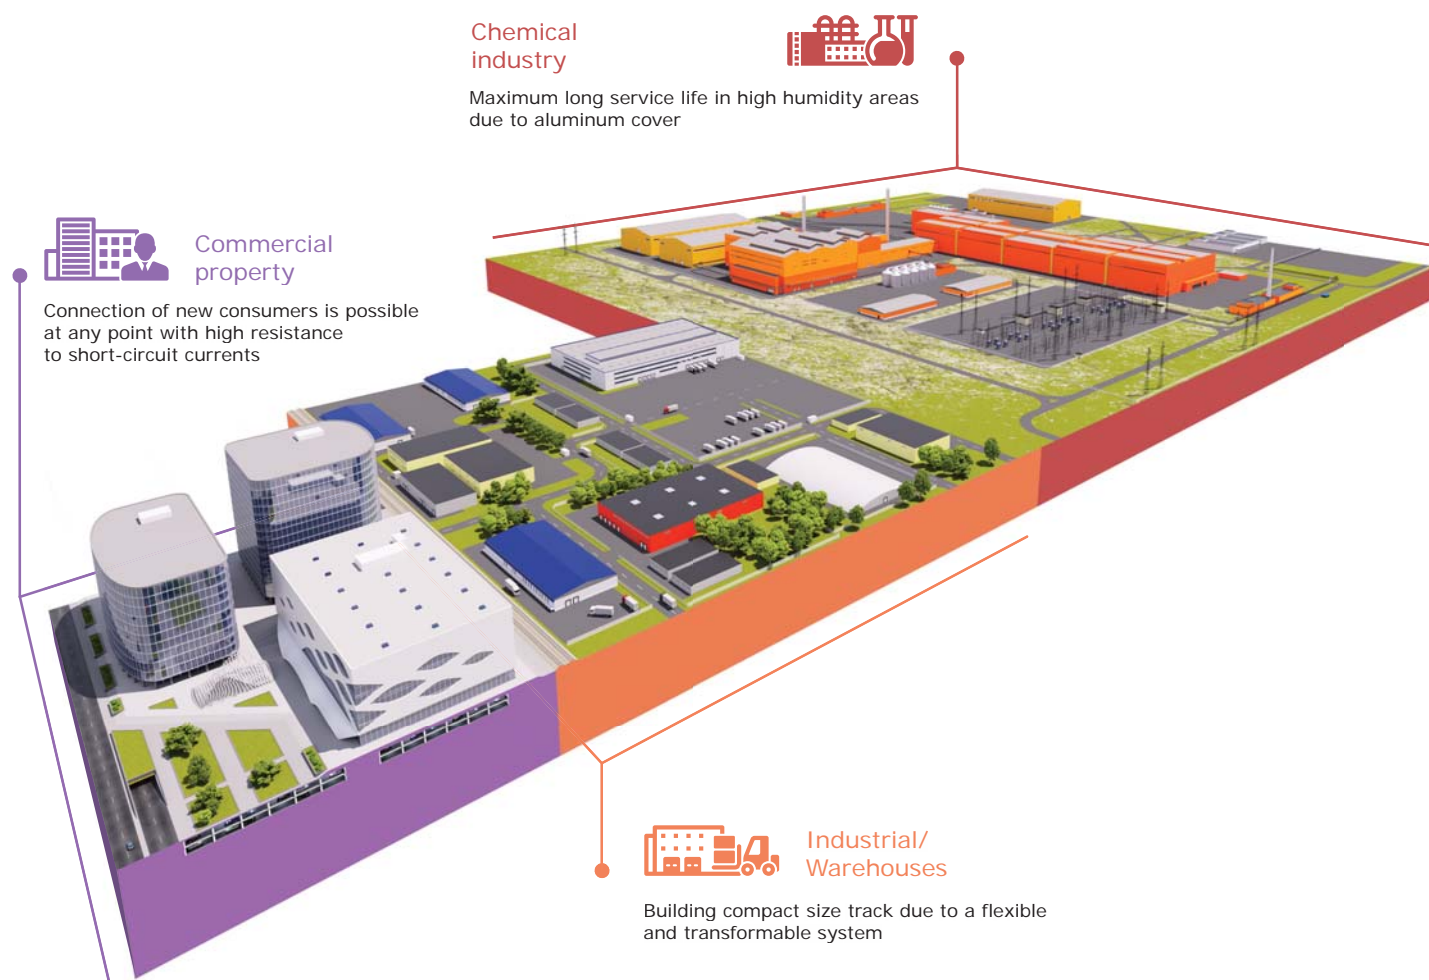 Chemical
industry
Maximum long service life in high humidity areas
due to aluminum cover
Commercial
property
Connection of new consumers is possible
at any point with high resistance
to short-circuit currents
Industrial/
Warehouses
Building compact size track due to a flexible
and transformable system